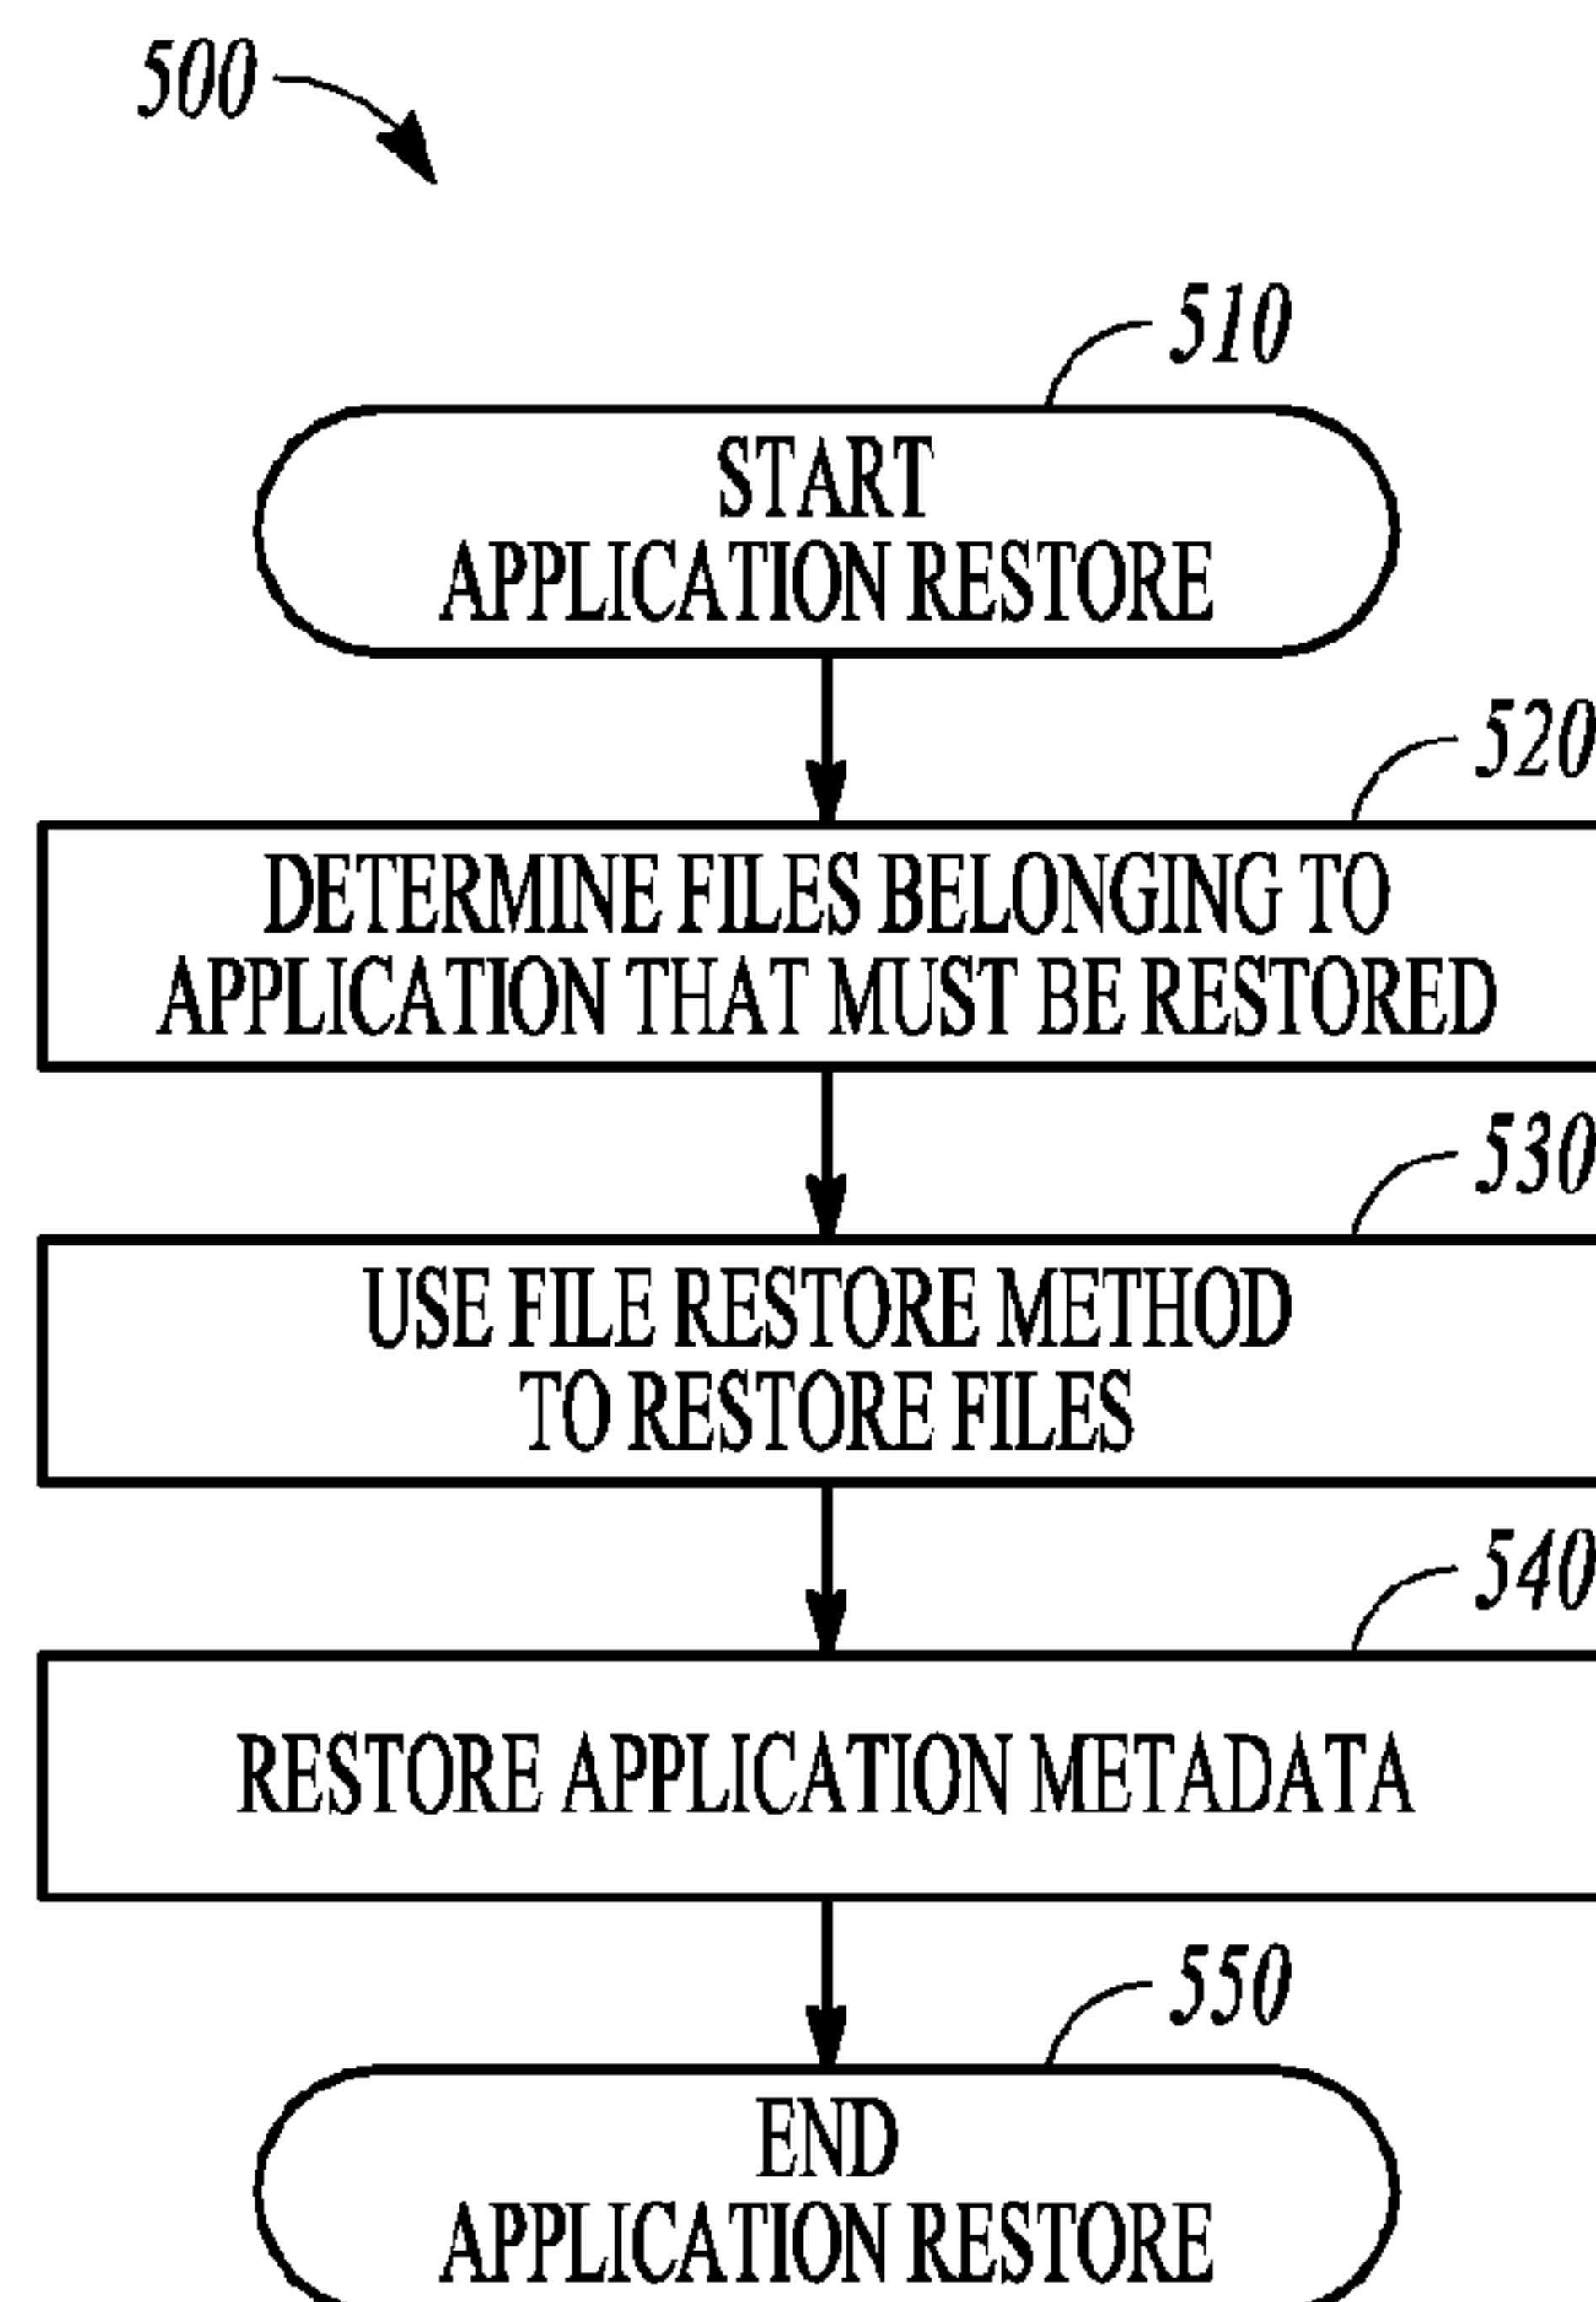 500
510
START
APPLICATION RESTORE
520
DETERMINE FILES BELONGING TO
APPLICATION THAT MUST BE RESTORED
530
USE FILE RESTORE METHOD
TO RESTORE FILES
540
RESTORE APPLICATION METADATA
550
END
APPLICATION RESTORE